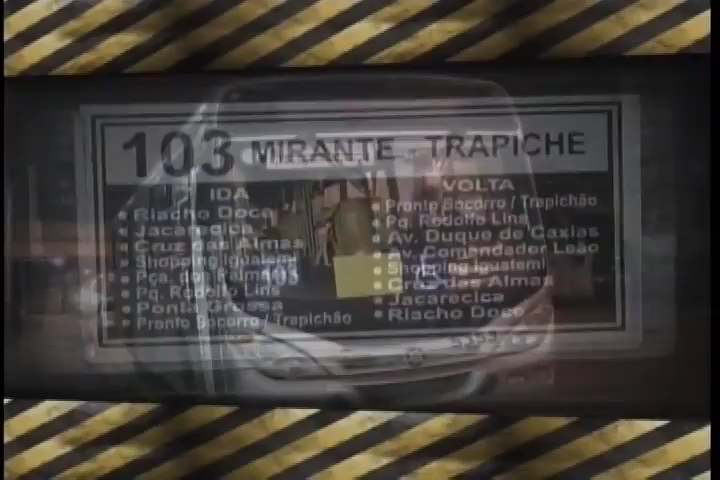 103 MIRANTE - TRAPICHE
IDA
• Riacho Doce
• Jacarecica
• Cruz das Almas
• Shopping Iguatemi
• Pça. dos Palmares
• Pq. Rodolfo Lins
• Ponta Grossa
• Pronto Socorro / Trapichão
VOLTA
• Pronto Socorro / Trapichão
• Pq. Rodolfo Lins
• Av. Duque de Caxias
• Av. Comendador Leão
• Shopping Iguatemi
• Cruz das Almas
• Jacarecica
• Riacho Doce